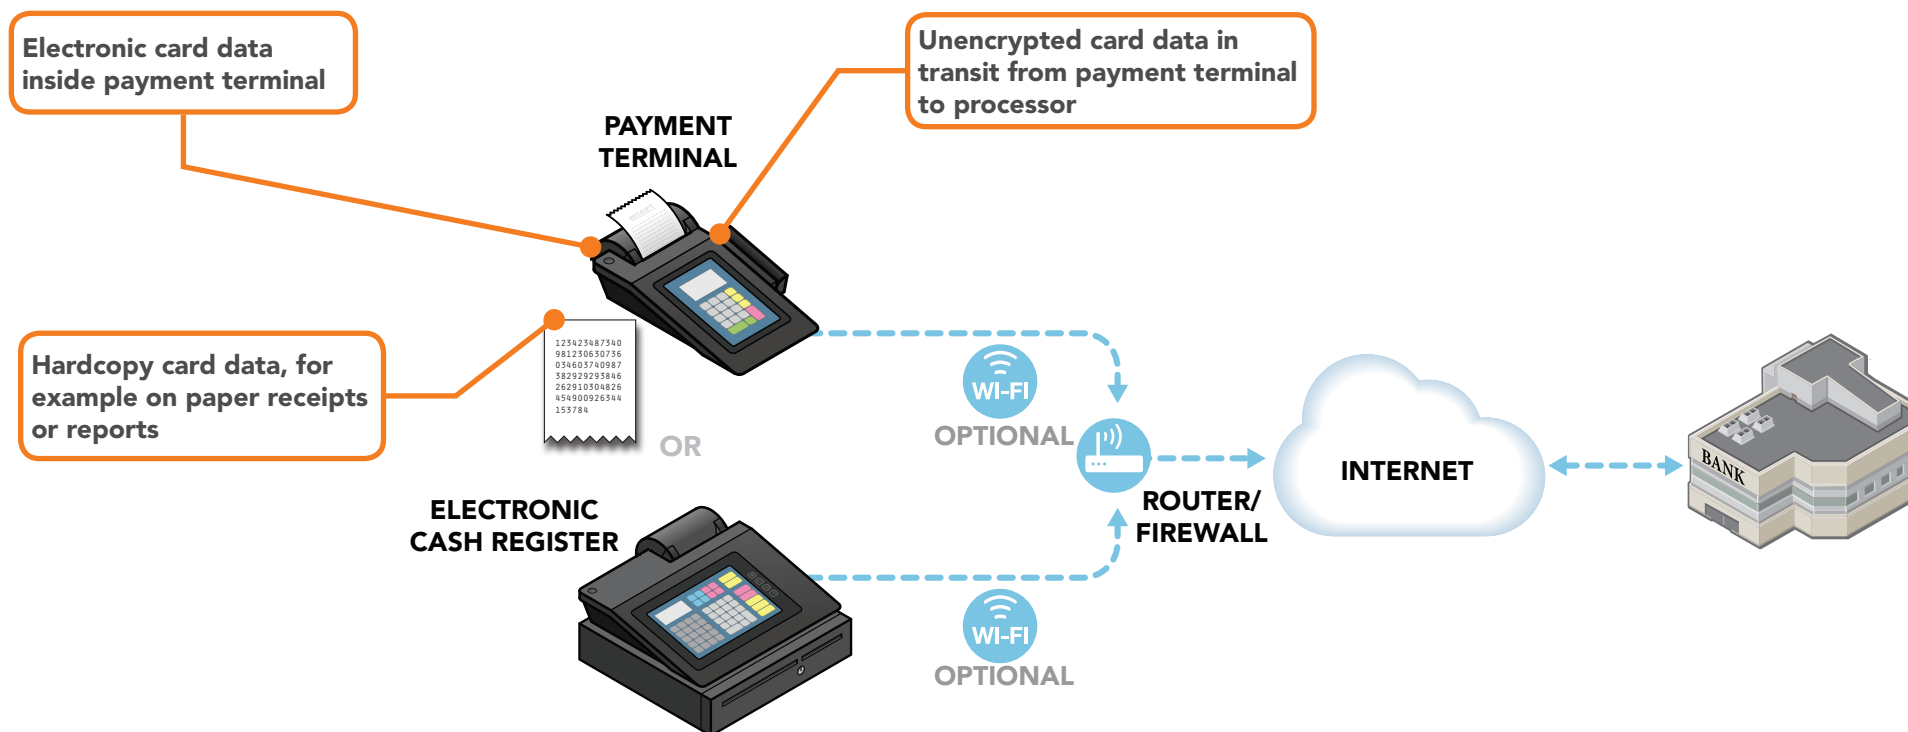 Electronic card data
inside payment terminal
Unencrypted card data in
transit from payment terminal
to processor
PAYMENT
TERMINAL
RECEIPT
Hardcopy card data, for
example on paper receipts
or reports
123423487340
981230630736
034603740987
382929293846
262910304826
454900926344
153784
OR
WI-FI
OPTIONAL
ROUTER/
FIREWALL
INTERNET
BANK
ELECTRONIC
CASH REGISTER
WI-FI
OPTIONAL